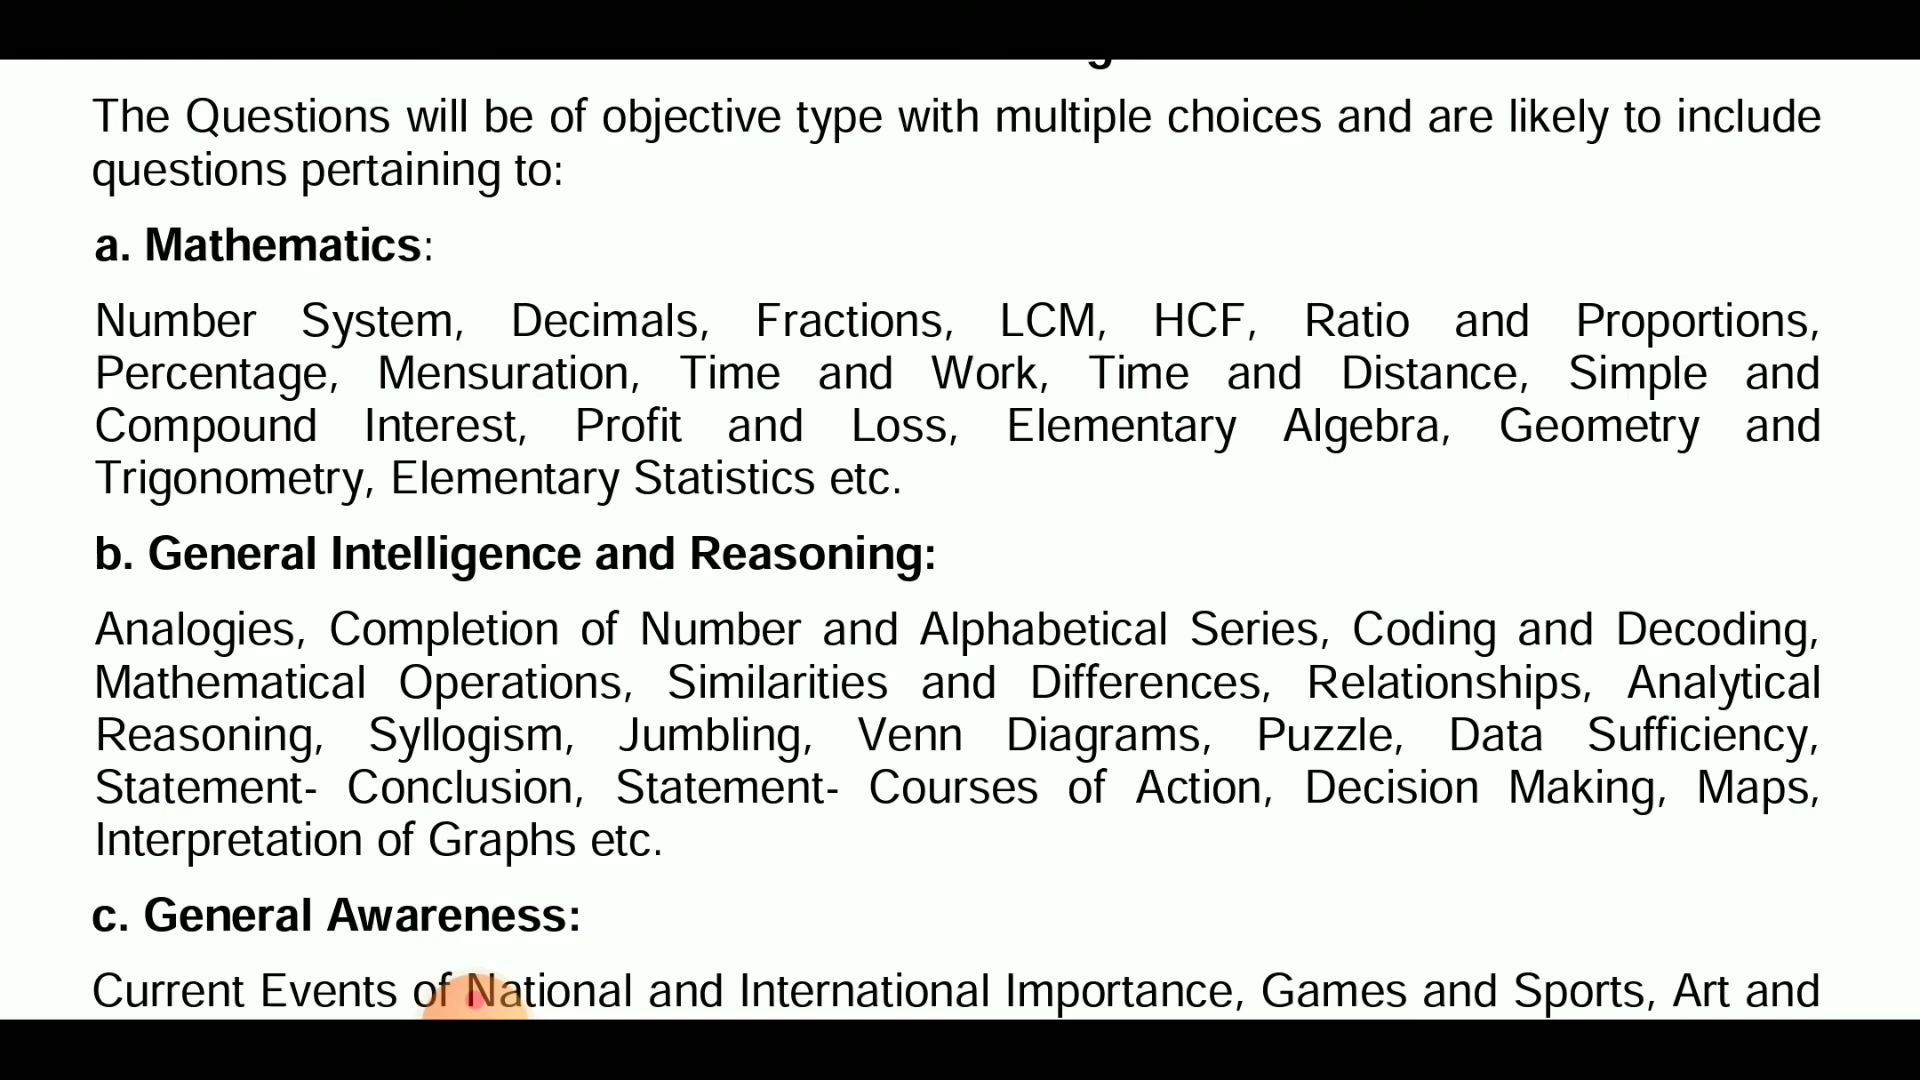 The Questions will be of objective type with multiple choices and are likely to include
questions pertaining to:
a. Mathematics:
Number System, Decimals, Fractions, LCM, HCF, Ratio and Proportions,
Percentage, Mensuration, Time and Work, Time and Distance, Simple and
Compound Interest, Profit and Loss, Elementary Algebra, Geometry and
Trigonometry, Elementary Statistics etc.
b. General Intelligence and Reasoning:
Analogies, Completion of Number and Alphabetical Series, Coding and Decoding,
Mathematical Operations, Similarities and Differences, Relationships, Analytical
Reasoning, Syllogism, Jumbling, Venn Diagrams, Puzzle, Data Sufficiency,
Statement- Conclusion, Statement- Courses of Action, Decision Making, Maps,
Interpretation of Graphs etc.
c. General Awareness:
Current Events of National and International Importance, Games and Sports, Art and